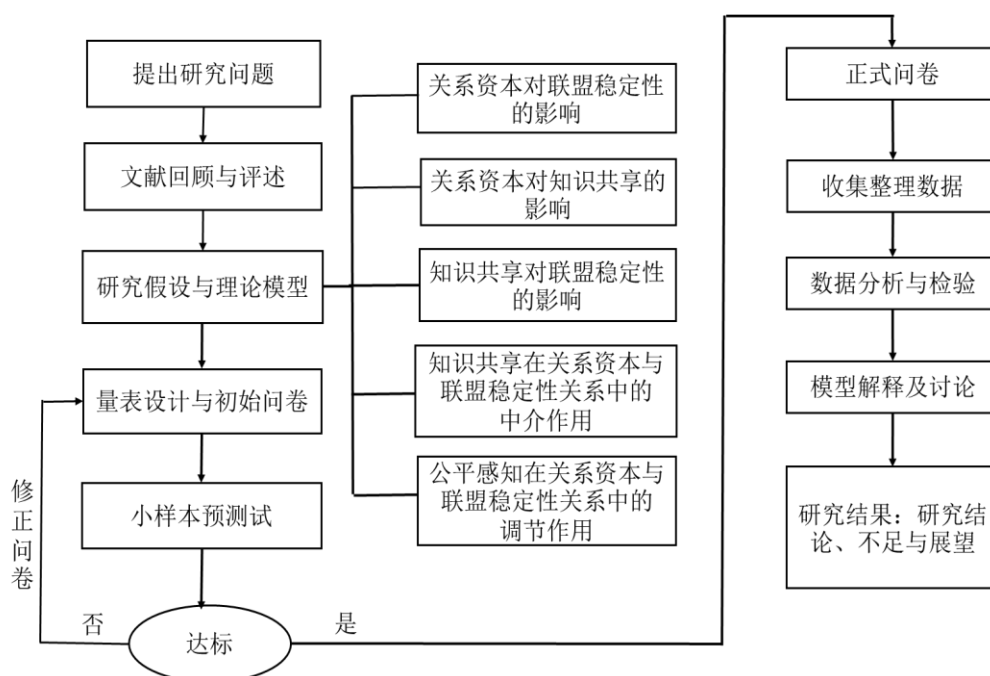 提出研究问题
文献回顾与评述
研究假设与理论模型
量表设计与初始问卷
小样本预测试
达标
修正问卷
否
是
关系资本对联盟稳定性
的影响
关系资本对知识共享的
影响
知识共享对联盟稳定性
的影响
知识共享在关系资本与
联盟稳定性关系中的
中介作用
公平感知在关系资本与
联盟稳定性关系中的
调节作用
正式问卷
收集整理数据
数据分析与检验
模型解释及讨论
研究结果：研究结
论、不足与展望